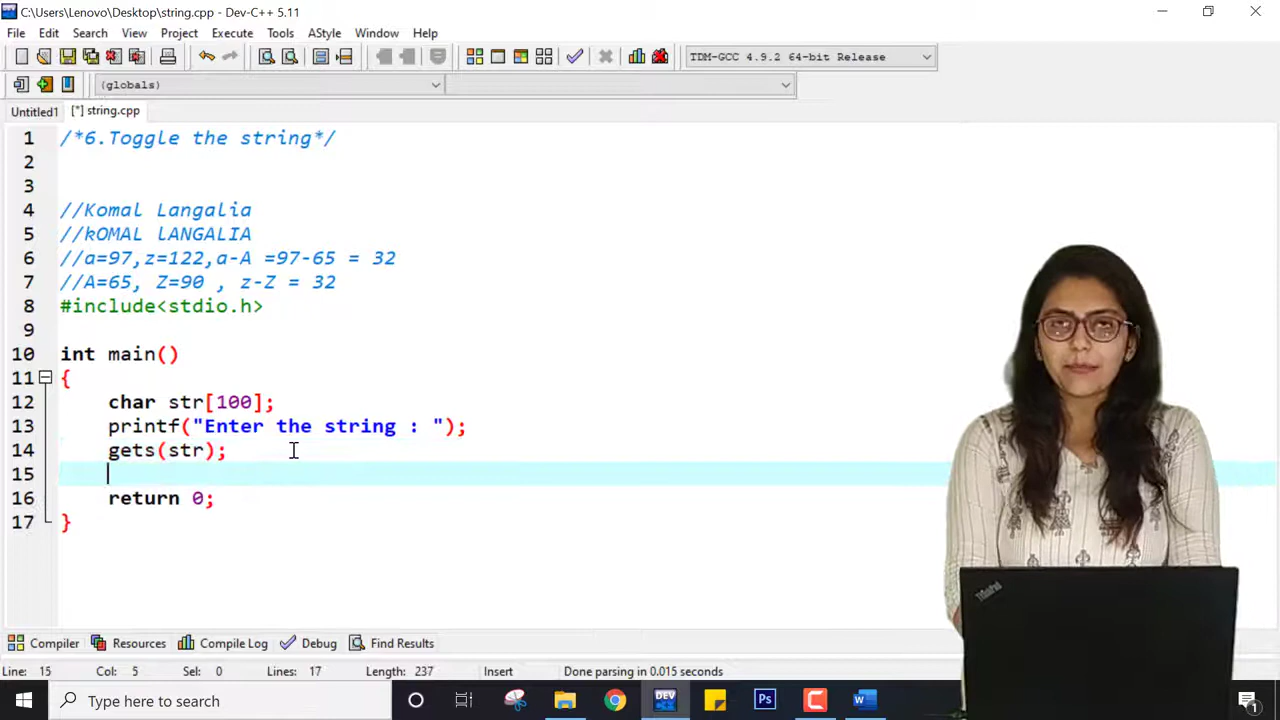 C:\Users\Lenovo\Desktop\string.cpp - Dev-C++ 5.11
File Edit Search View Project Execute Tools AStyle Window Help
TDM-GCC 4.9.2 64-bit Release
(globals)
Untitled1 [*] string.cpp
1 /*6.Toggle the string*/
2
3
4 //Komal Langalia
5 //kOMAL lANGALIA
6 //a=97,z=122,a-A =97-65 = 32
7 //A=65, Z=90 , z-Z = 32
8 #include<stdio.h>
9
10 int main()
11 {
12 char str[100];
13 printf("Enter the string : ");
14 gets(str);
15
16 return 0;
17 }
Compiler Resources Compile Log Debug Find Results
Line: 15 Col: 5 Sel: 0 Lines: 17 Length: 237 Insert Done parsing in 0.015 seconds
Type here to search
DEV
Ps
1
ThinkPad